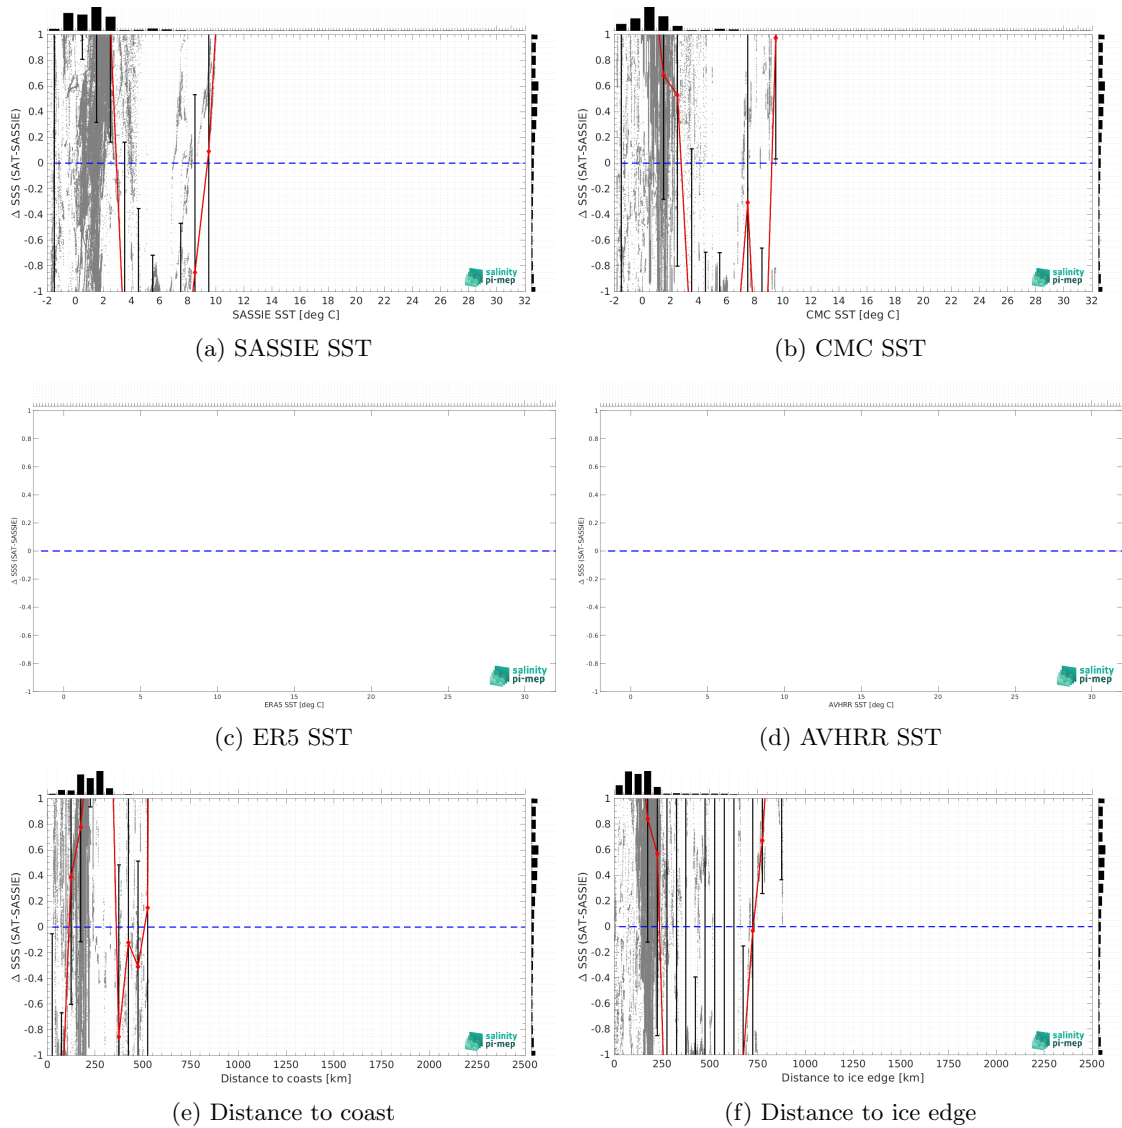 1
0.8
0.6
0.4
0.2
0
-0.2
-0.4
-0.6
-0.8
-1
Δ SSS (SAT-SASSIE)
salinity
pi-mep
-2 0 2 4 6 8 10 12 14 16 18 20 22 24 26 28 30 32
SASSIE SST [deg C]
(a) SASSIE SST
1
0.8
0.6
0.4
0.2
0
-0.2
-0.4
-0.6
-0.8
-1
Δ SSS (SAT-SASSIE)
salinity
pi-mep
-2 0 2 4 6 8 10 12 14 16 18 20 22 24 26 28 30 32
CMC SST [deg C]
(b) CMC SST
1
0.8
0.6
0.4
0.2
0
-0.2
-0.4
-0.6
-0.8
-1
Δ SSS (SAT-SASSIE)
salinity
pi-mep
0 5 10 15 20 25 30
ERA5 SST [deg C]
(c) ER5 SST
1
0.8
0.6
0.4
0.2
0
-0.2
-0.4
-0.6
-0.8
-1
Δ SSS (SAT-SASSIE)
salinity
pi-mep
0 5 10 15 20 25 30
AVHRR SST [deg C]
(d) AVHRR SST
1
0.8
0.6
0.4
0.2
0
-0.2
-0.4
-0.6
-0.8
-1
Δ SSS (SAT-SASSIE)
salinity
pi-mep
0 250 500 750 1000 1250 1500 1750 2000 2250 2500
Distance to coasts [km]
(e) Distance to coast
1
0.8
0.6
0.4
0.2
0
-0.2
-0.4
-0.6
-0.8
-1
Δ SSS (SAT-SASSIE)
salinity
pi-mep
0 250 500 750 1000 1250 1500 1750 2000 2250 2500
Distance to ice edge [km]
(f) Distance to ice edge